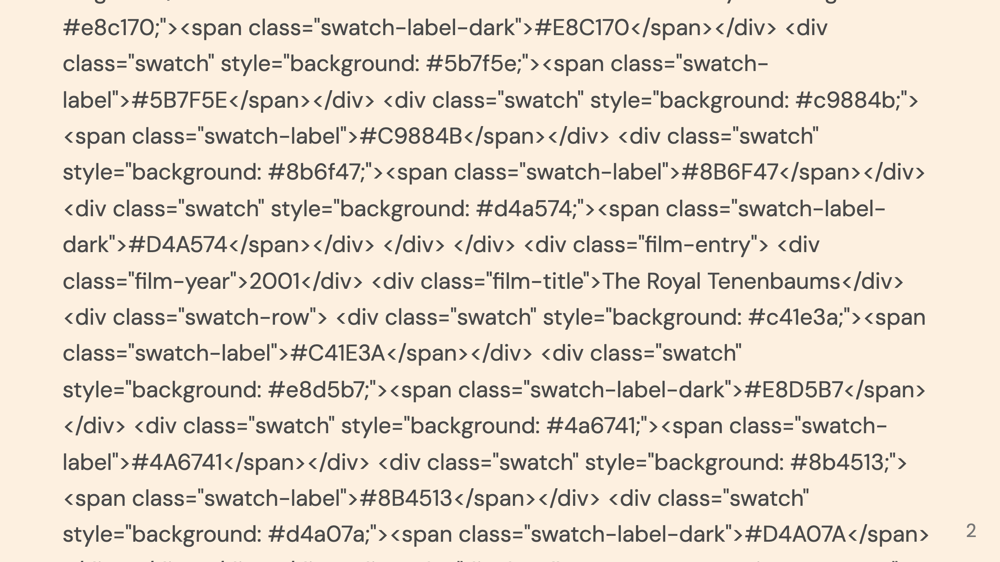 #e8c170;"><span class="swatch-label-dark">#E8C170</span></div> <div
class="swatch" style="background: #5b7f5e;"><span class="swatch-
label">#5B7F5E</span></div> <div class="swatch" style="background: #c9884b;">
<span class="swatch-label">#C9884B</span></div> <div class="swatch"
style="background: #8b6f47;"><span class="swatch-label">#8B6F47</span></div>
<div class="swatch" style="background: #d4a574;"><span class="swatch-label-
dark">#D4A574</span></div> </div> </div> <div class="film-entry"> <div
class="film-year">2001</div> <div class="film-title">The Royal Tenenbaums</div>
<div class="swatch-row"> <div class="swatch" style="background: #c41e3a;"><span
class="swatch-label">#C41E3A</span></div> <div class="swatch"
style="background: #e8d5b7;"><span class="swatch-label-dark">#E8D5B7</span>
</div> <div class="swatch" style="background: #4a6741;"><span class="swatch-
label">#4A6741</span></div> <div class="swatch" style="background: #8b4513;">
<span class="swatch-label">#8B4513</span></div> <div class="swatch"
style="background: #d4a07a;"><span class="swatch-label-dark">#D4A07A</span>
2